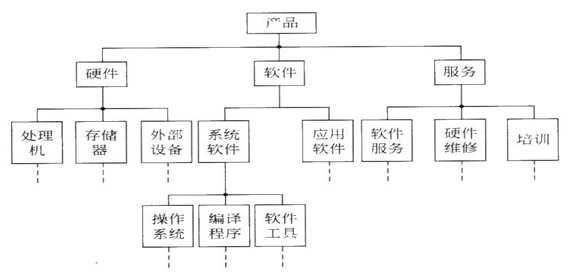 产品
硬件
软件
服务
处理
机
存储
器
外部
设备
系统
软件
应用
软件
软件
服务
硬件
维修
培训
操作
系统
编译
程序
软件
工具